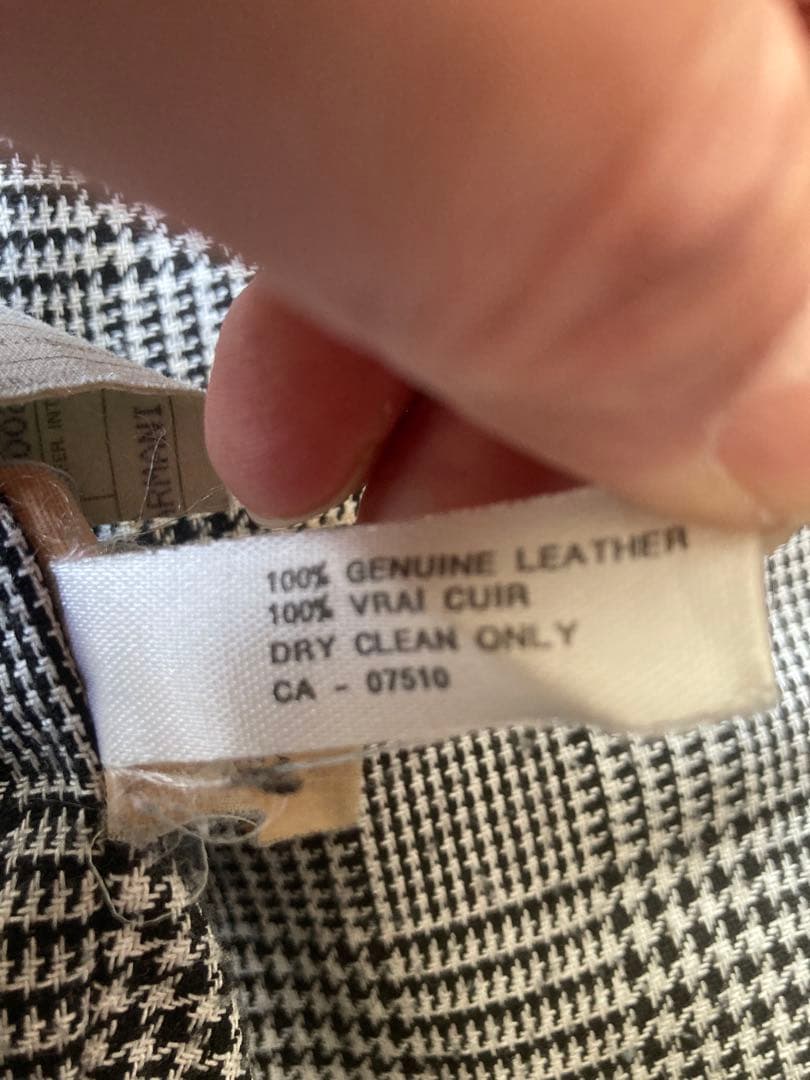 100% GENUINE LEATHER
100% VRAI CUIR
DRY CLEAN ONLY
CA - 07510